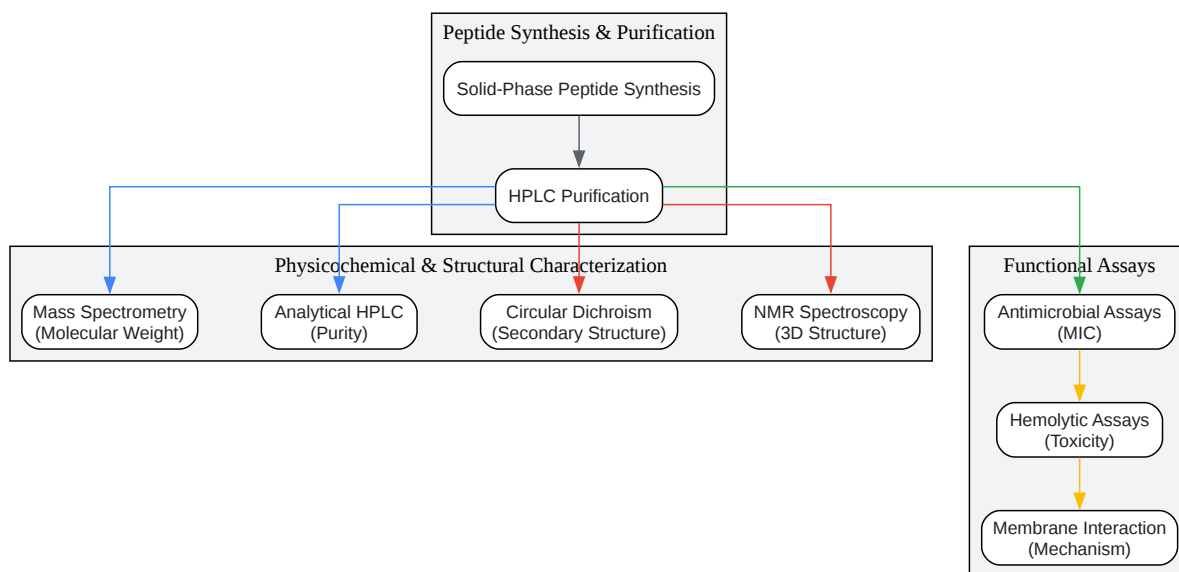 Peptide Synthesis & Purification
Solid-Phase Peptide Synthesis
HPLC Purification
Physicochemical & Structural Characterization
Mass Spectrometry
(Molecular Weight)
Analytical HPLC
(Purity)
Circular Dichroism
(Secondary Structure)
NMR Spectroscopy
(3D Structure)
Functional Assays
Antimicrobial Assays
(MIC)
Hemolytic Assays
(Toxicity)
Membrane Interaction
(Mechanism)